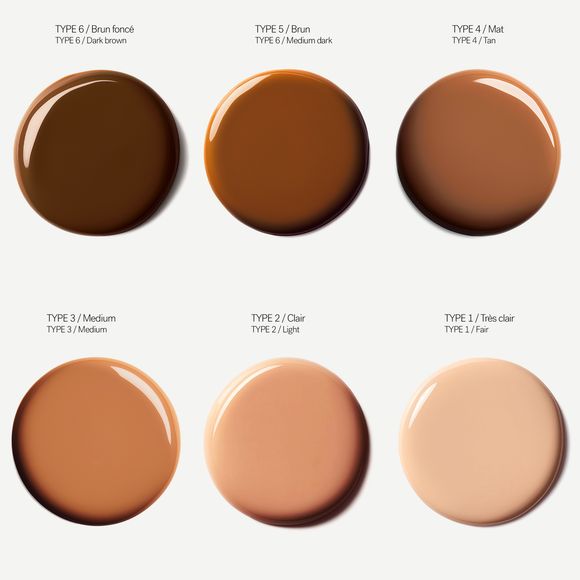 TYPE 6 / Brun foncé
TYPE 6 / Dark brown
TYPE 5 / Brun
TYPE 6 / Medium dark
TYPE 4 / Mat
TYPE 4 / Tan
TYPE 3 / Medium
TYPE 3 / Medium
TYPE 2 / Clair
TYPE 2 / Light
TYPE 1 / Très clair
TYPE 1 / Fair